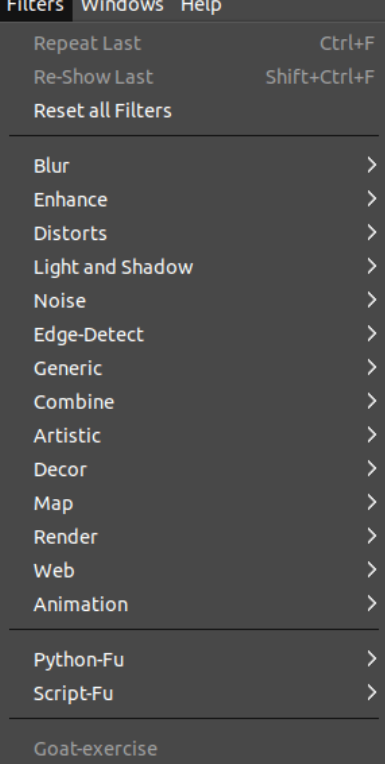 Filters Windows Help
Repeat Last Ctrl+F
Re-Show Last Shift+Ctrl+F
Reset all Filters
Blur
Enhance
Distorts
Light and Shadow
Noise
Edge-Detect
Generic
Combine
Artistic
Decor
Map
Render
Web
Animation
Python-Fu
Script-Fu
Goat-exercise